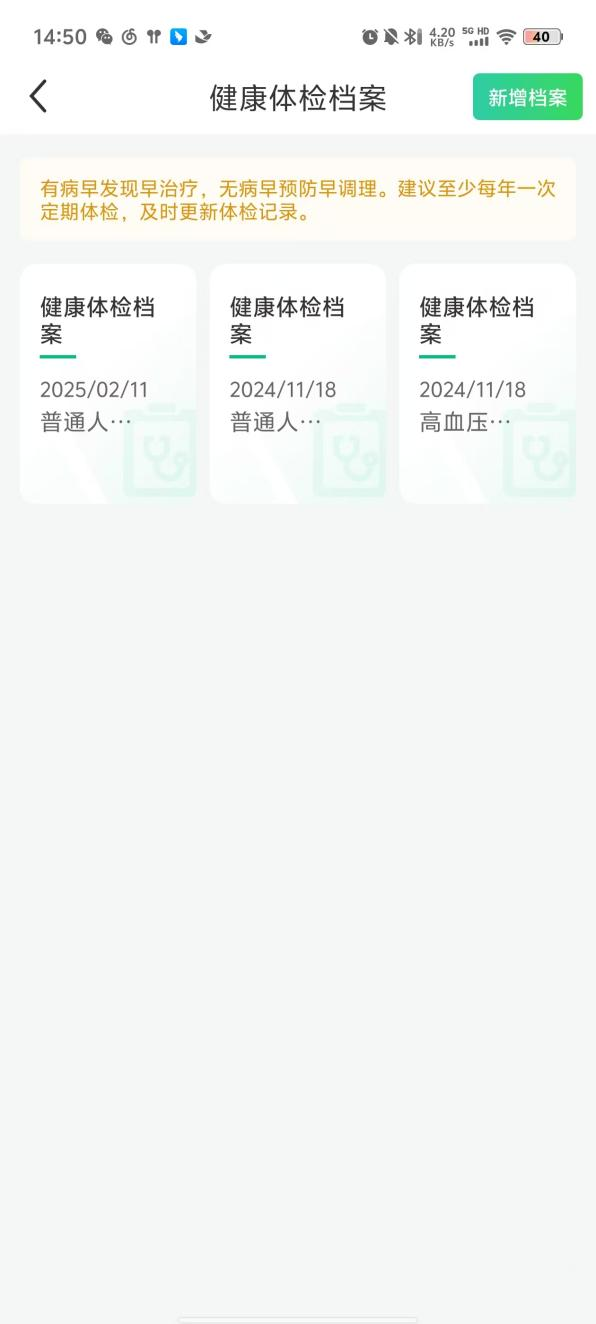 14:50
4.20 KB/s 5G HD 40
健康体检档案
新增档案
有病早发现早治疗，无病早预防早调理。建议至少每年一次
定期体检，及时更新体检记录。
健康体检档
案
2025/02/11
普通人…
健康体检档
案
2024/11/18
普通人…
健康体检档
案
2024/11/18
高血压…